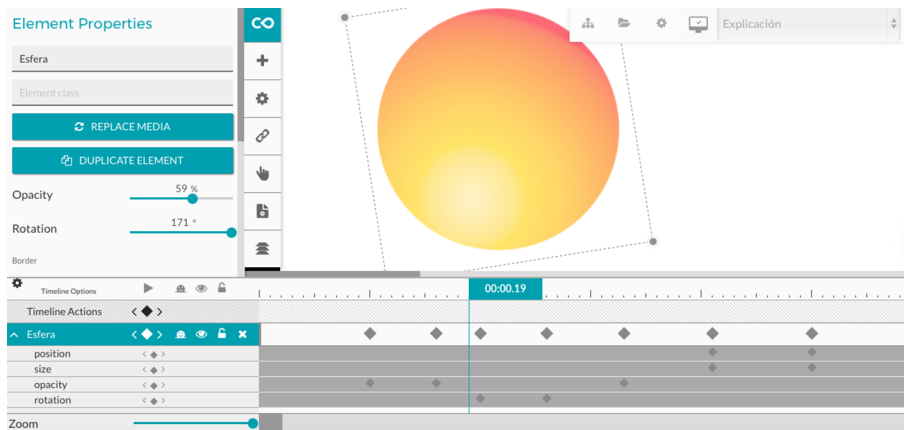 Element Properties
Esfera
Element class
REPLACE MEDIA
DUPLICATE ELEMENT
Opacity
59 %
Rotation
171 °
Border
Explicación
Timeline Options
00:00.19
Timeline Actions
Esfera
position
size
opacity
rotation
Zoom